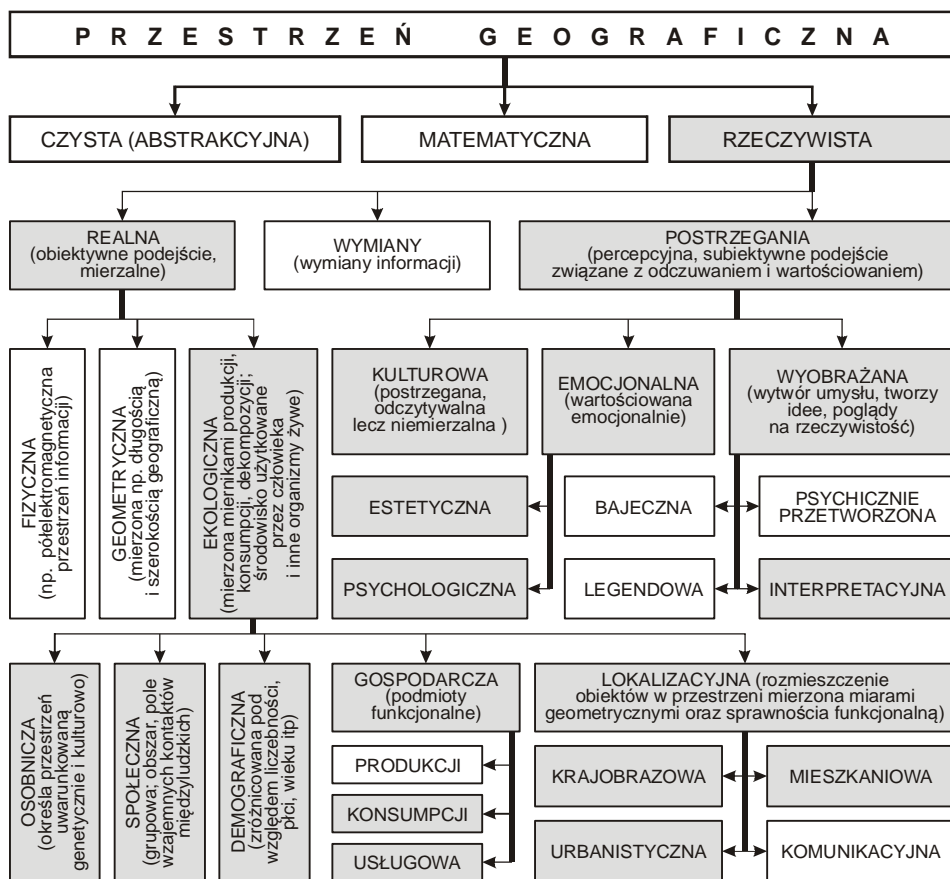 PRZESTRZEŃ GEOGRAFICZNA
CZYSTA (ABSTRAKCYJNA)
MATEMATYCZNA
RZECZYWISTA
REALNA
(obiektywne podejście,
mierzalne)
WYMIANY
(wymiany informacji)
POSTRZEGANIA
(percepcyjna, subiektywne podejście
związane z odczuwaniem i wartościowaniem)
FIZYCZNA
(np. półelektromagnetyczna
przestrzeń informacji)
GEOMETRYCZNA
(mierzona np. długością
i szerokością geograficzną)
EKOLOGICZNA
(mierzona miernikami produkcji,
konsumpcji, dekompozycji;
środowisko użytkowane
przez człowieka
i inne organizmy żywe)
KULTUROWA
(postrzegana,
odczytywalna
lecz niemierzalna )
EMOCJONALNA
(wartościowana
emocjonalnie)
WYOBRAŻANA
(wytwór umysłu, tworzy
idee, poglądy
na rzeczywistość)
ESTETYCZNA
BAJECZNA
PSYCHICZNIE
PRZETWORZONA
PSYCHOLOGICZNA
LEGENDOWA
INTERPRETACYJNA
OSOBNICZA
(określa przestrzeń
uwarunkowaną
genetycznie i kulturowo)
SPOŁECZNA
(grupowa; obszar, pole
wzajemnych kontaktów
międzyludzkich)
DEMOGRAFICZNA
(zróżnicowana pod
względem liczebności,
płci, wieku itp)
GOSPODARCZA
(podmioty
funkcjonalne)
LOKALIZACYJNA (rozmieszczenie
obiektów w przestrzeni mierzona miarami
geometrycznymi oraz sprawnościa funkcjonalną)
PRODUKCJI
KONSUMPCJI
USŁUGOWA
KRAJOBRAZOWA
MIESZKANIOWA
URBANISTYCZNA
KOMUNIKACYJNA